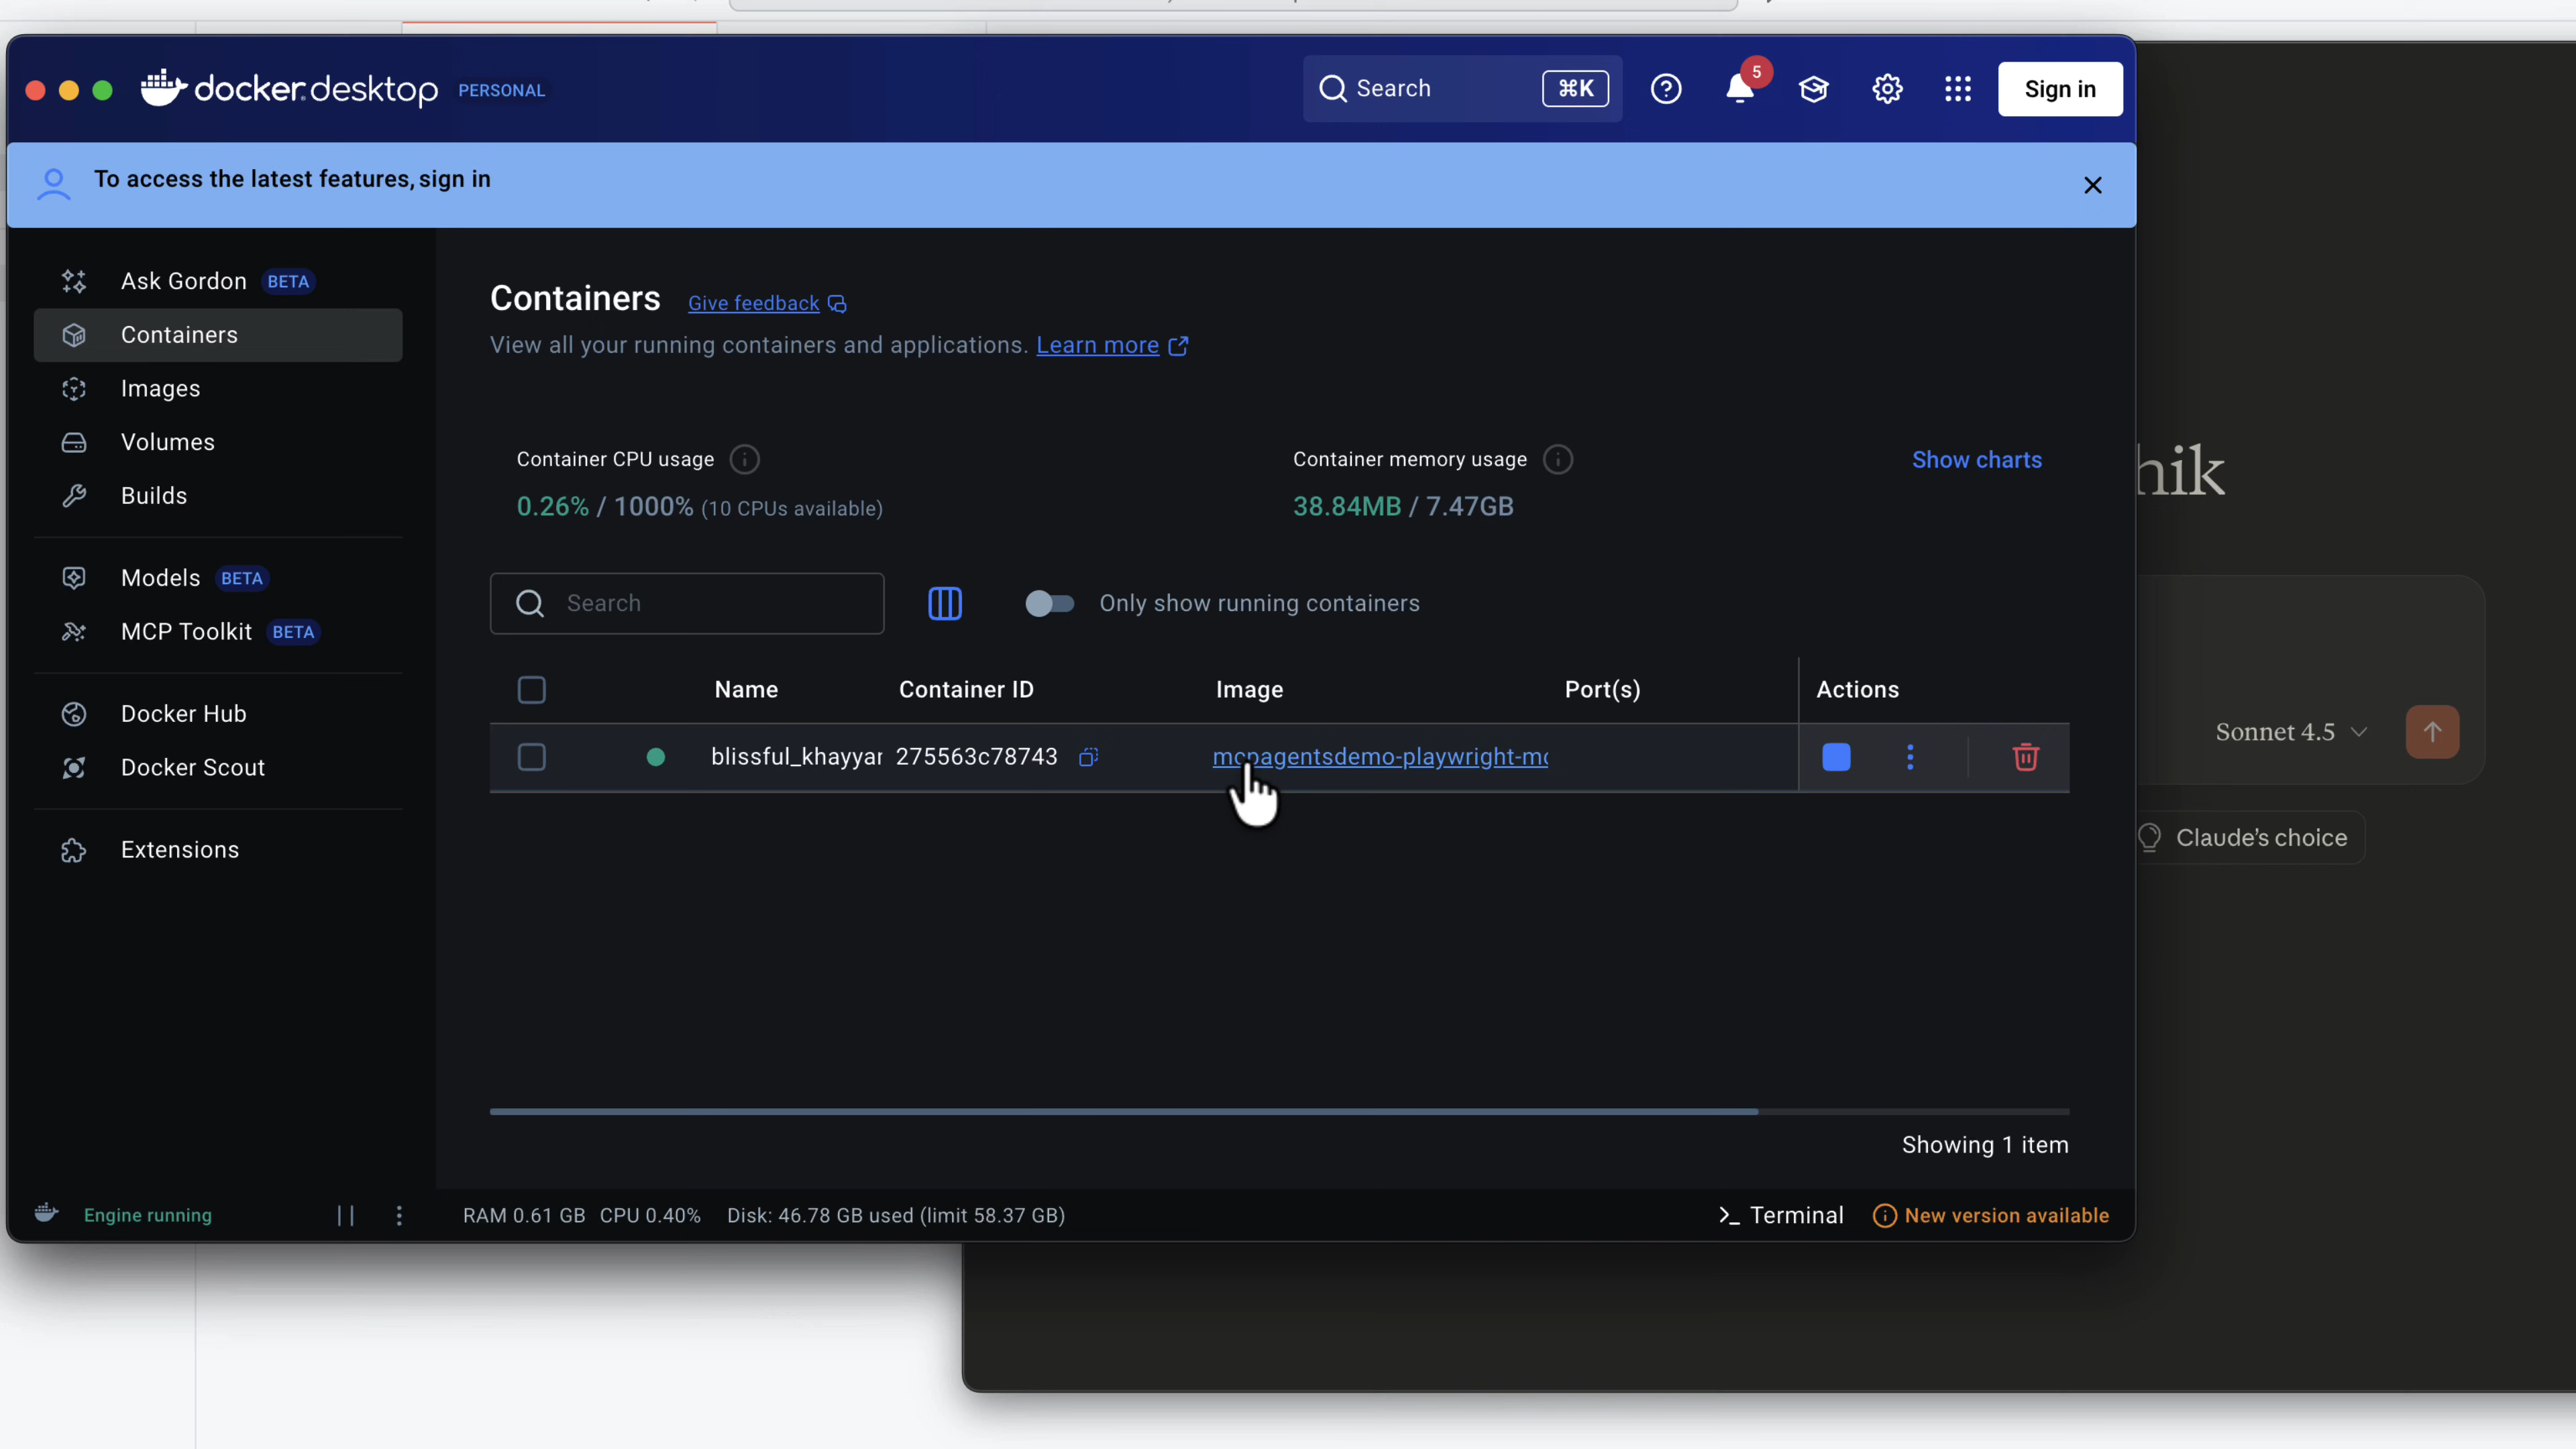 docker desktop PERSONAL
Search ⌘K
5
Sign in
To access the latest features, sign in
Ask Gordon BETA
Containers
Images
Volumes
Builds
Models BETA
MCP Toolkit BETA
Docker Hub
Docker Scout
Extensions
Containers Give feedback
View all your running containers and applications. Learn more
Container CPU usage
0.26% / 1000% (10 CPUs available)
Container memory usage
38.84MB / 7.47GB
Show charts
Search
Only show running containers
Name Container ID Image Port(s) Actions
blissful_khayyar 275563c78743 mcpagentsdemo-playwright-mc
Showing 1 item
Engine running
RAM 0.61 GB CPU 0.40% Disk: 46.78 GB used (limit 58.37 GB)
>_ Terminal
New version available
hik
Sonnet 4.5
Claude's choice